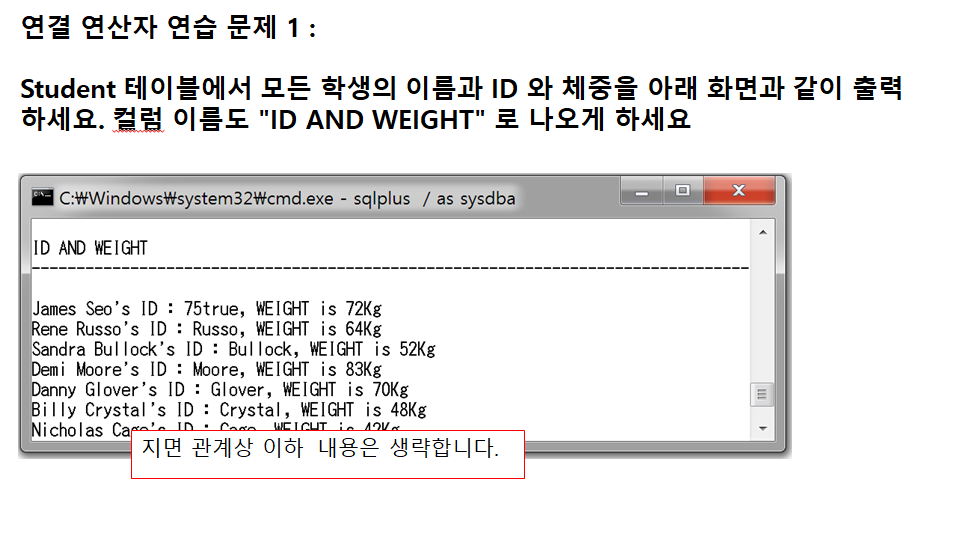 연결 연산자 연습 문제 1 :
Student 테이블에서 모든 학생의 이름과 ID 와 체중을 아래 화면과 같이 출력
하세요. 컬럼 이름도 "ID AND WEIGHT" 로 나오게 하세요
C:₩Windows₩system32₩cmd.exe - sqlplus / as sysdba
ID AND WEIGHT
--------------------------------------------------------------------------------
James Seo's ID : 75true, WEIGHT is 72Kg
Rene Russo's ID : Russo, WEIGHT is 64Kg
Sandra Bullock's ID : Bullock, WEIGHT is 52Kg
Demi Moore's ID : Moore, WEIGHT is 83Kg
Danny Glover's ID : Glover, WEIGHT is 70Kg
Billy Crystal's ID : Crystal, WEIGHT is 48Kg
Nicholas Cage's ID : Cage, WEIGHT is 42Kg
지면 관계상 이하 내용은 생략합니다.